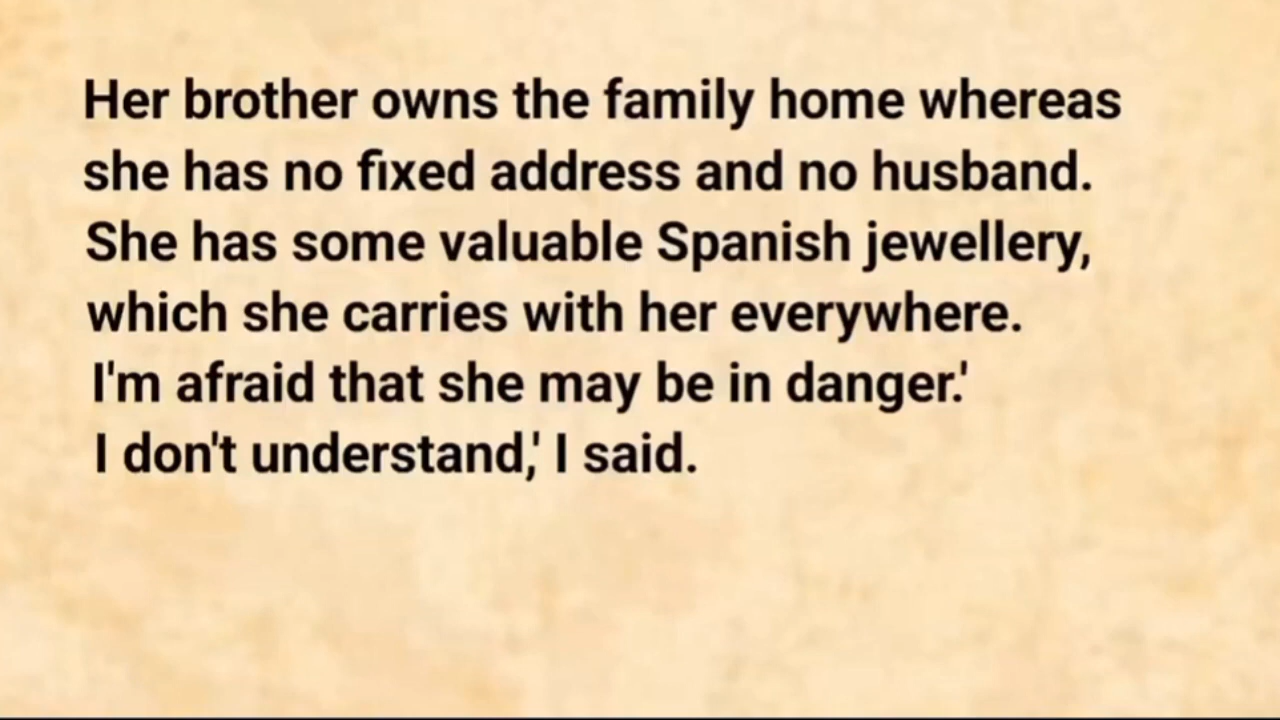 Her brother owns the family home whereas
she has no fixed address and no husband.
She has some valuable Spanish jewellery,
which she carries with her everywhere.
I'm afraid that she may be in danger.'
I don't understand,' I said.